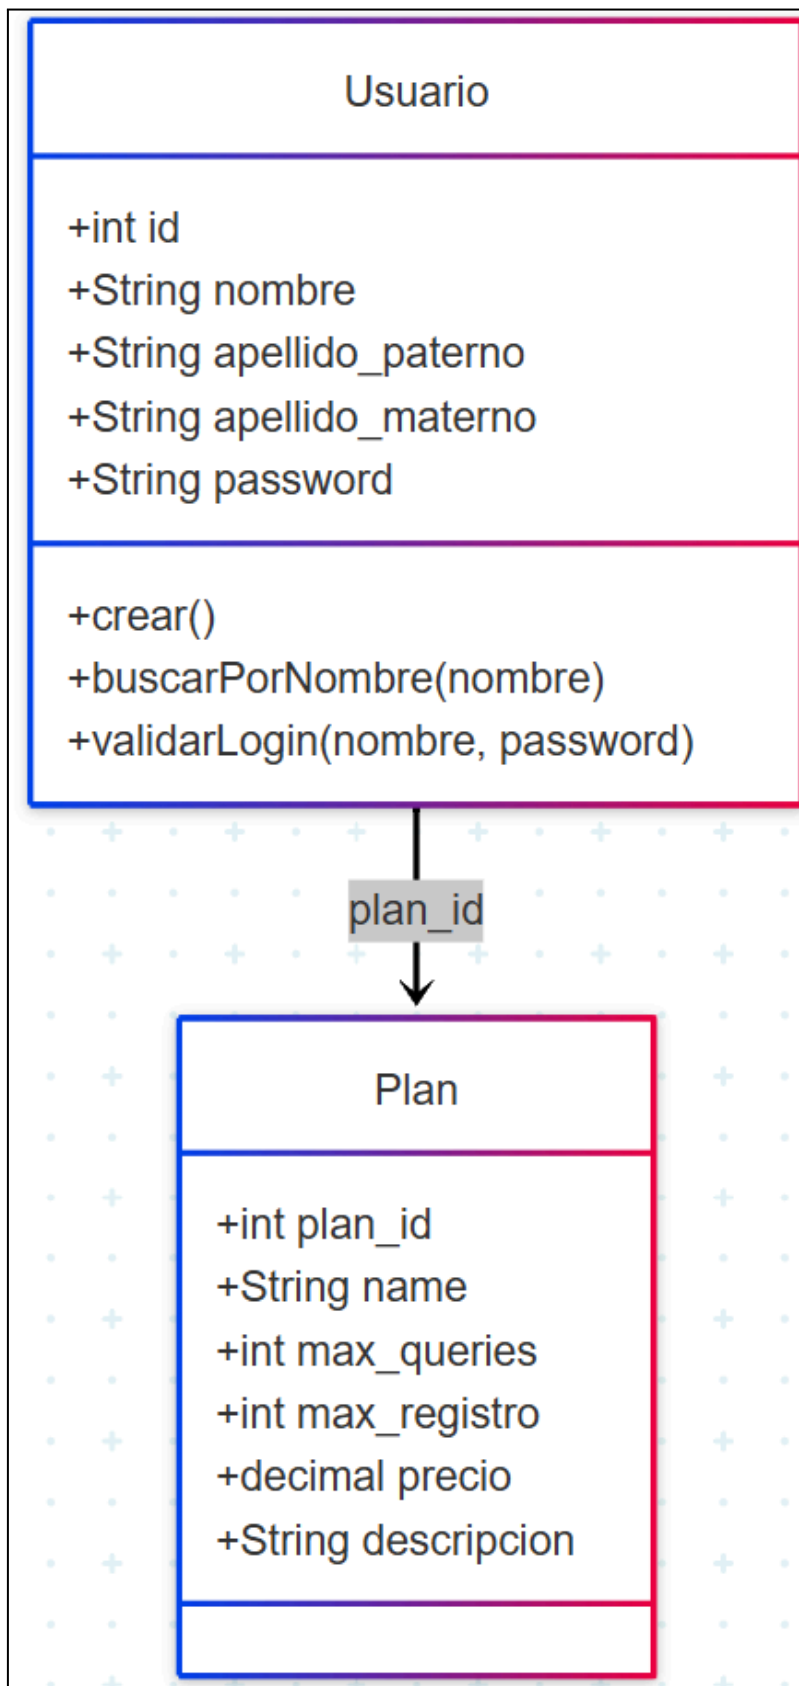 Usuario
+int id
+String nombre
+String apellido_paterno
+String apellido_materno
+String password
+crear()
+buscarPorNombre(nombre)
+validarLogin(nombre, password)
plan_id
Plan
+int plan_id
+String name
+int max_queries
+int max_registro
+decimal precio
+String descripcion